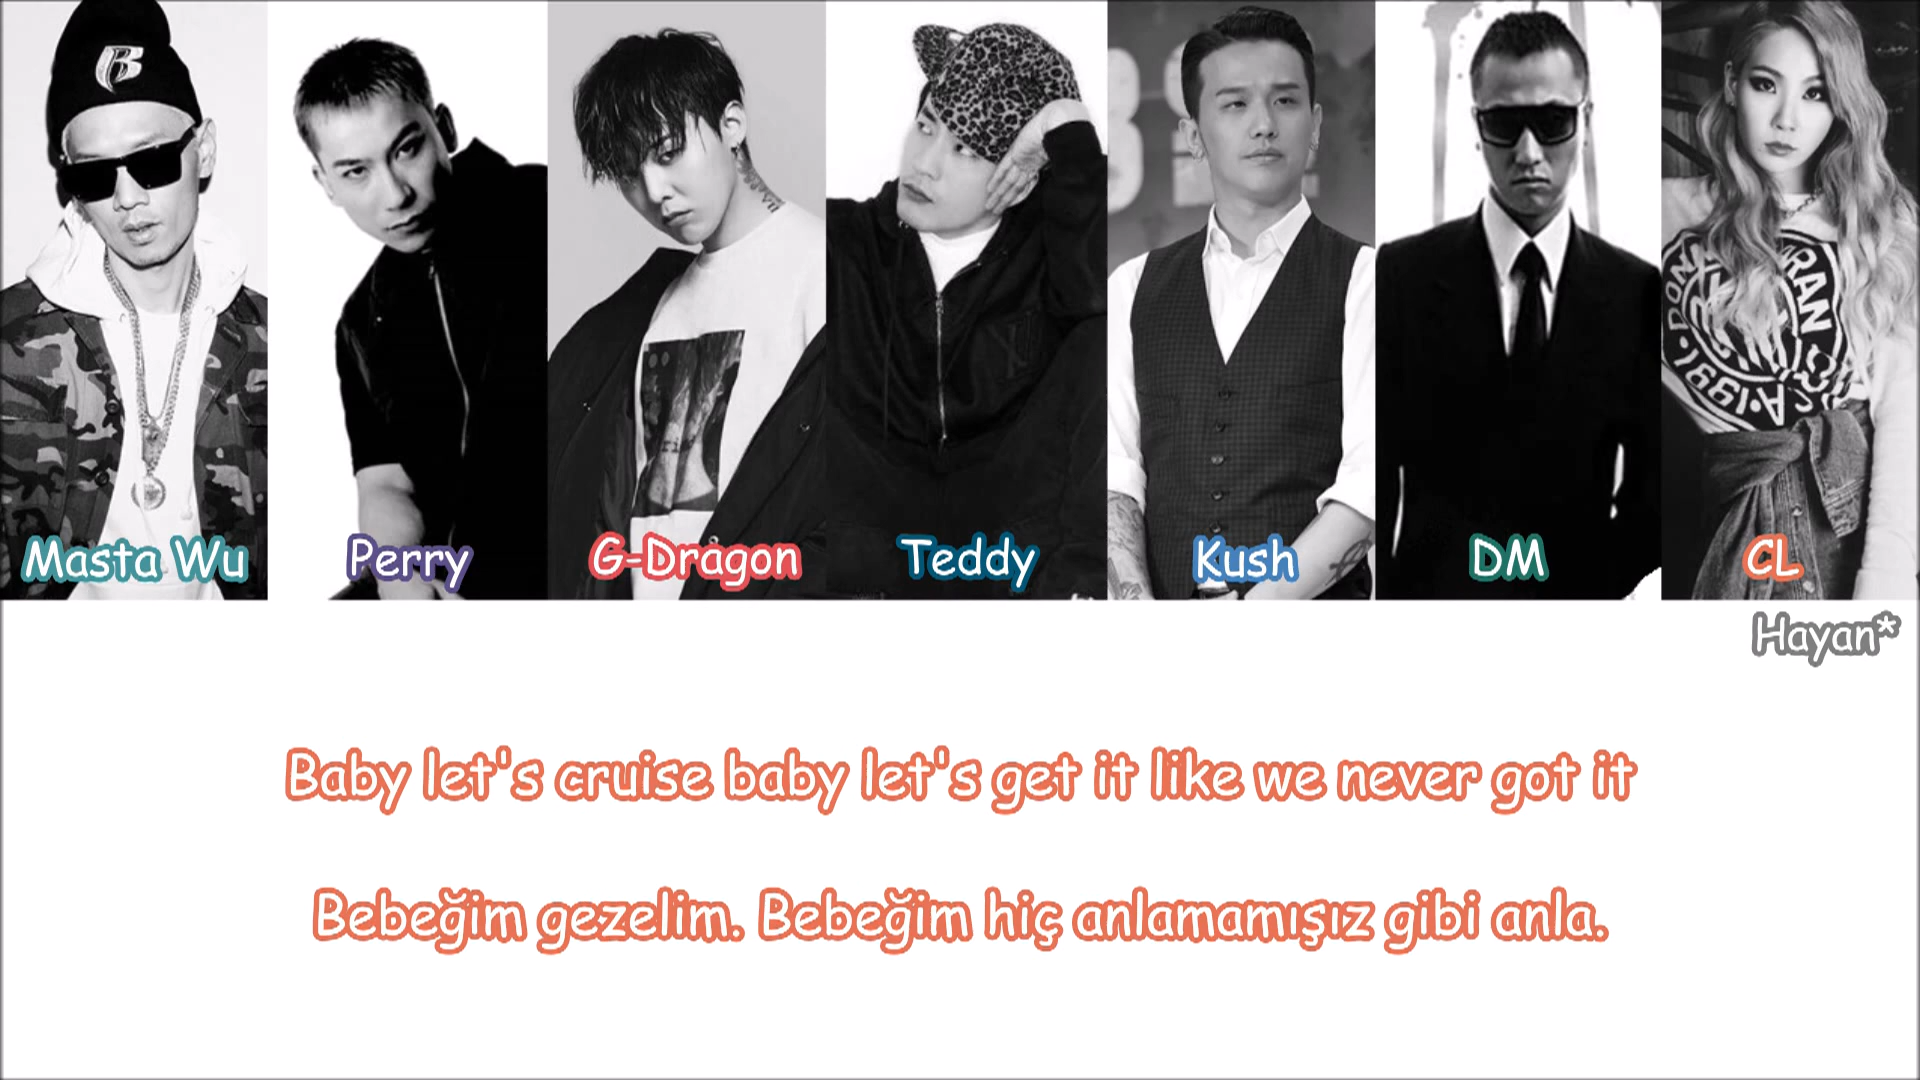 Masta Wu
Perry
G-Dragon
Teddy
Kush
DM
CL
Hayan*
Baby let's cruise baby let's get it like we never got it
Bebeğim gezelim. Bebeğim hiç anlamamışız gibi anla.